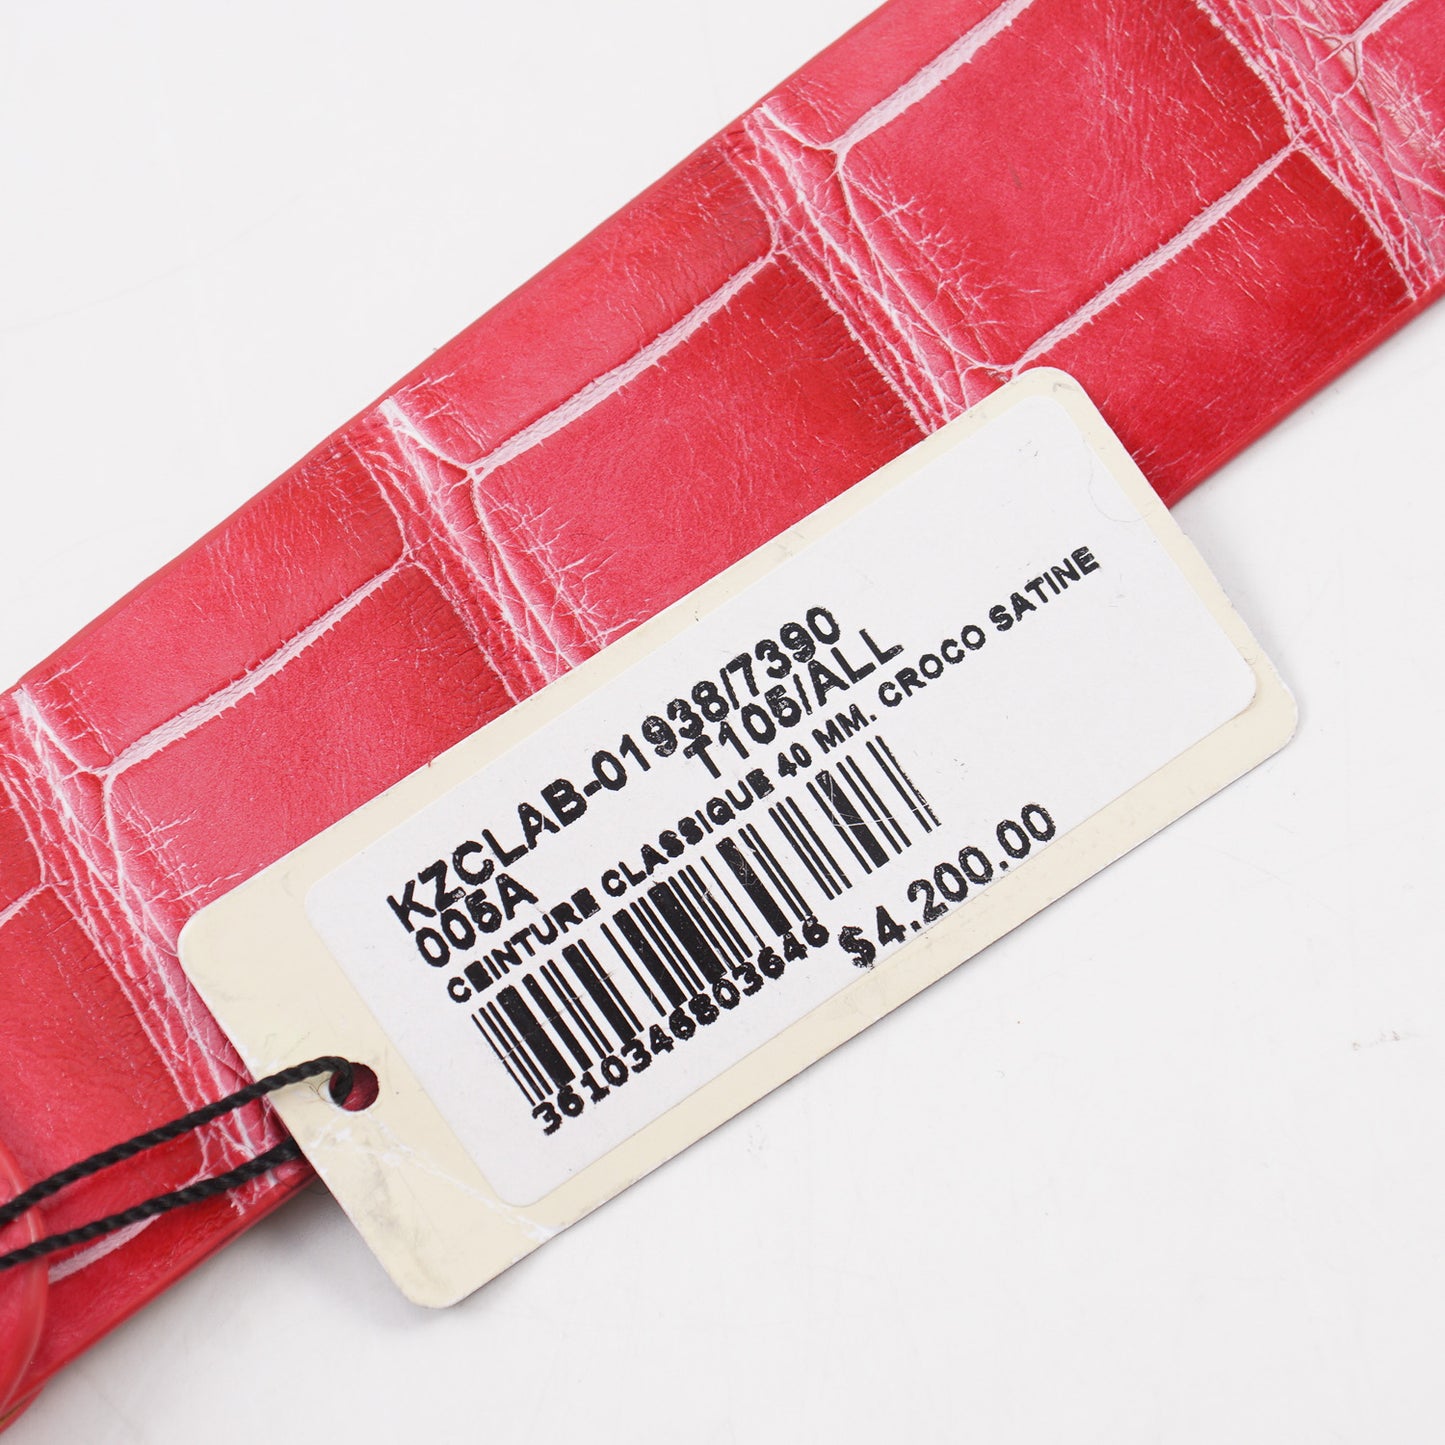 KZCLAB-01938/7390
005A T105/ALL
CEINTURE CLASSIQUE 40 MM. CROCO SATINE
3610346803646 $4.200.00